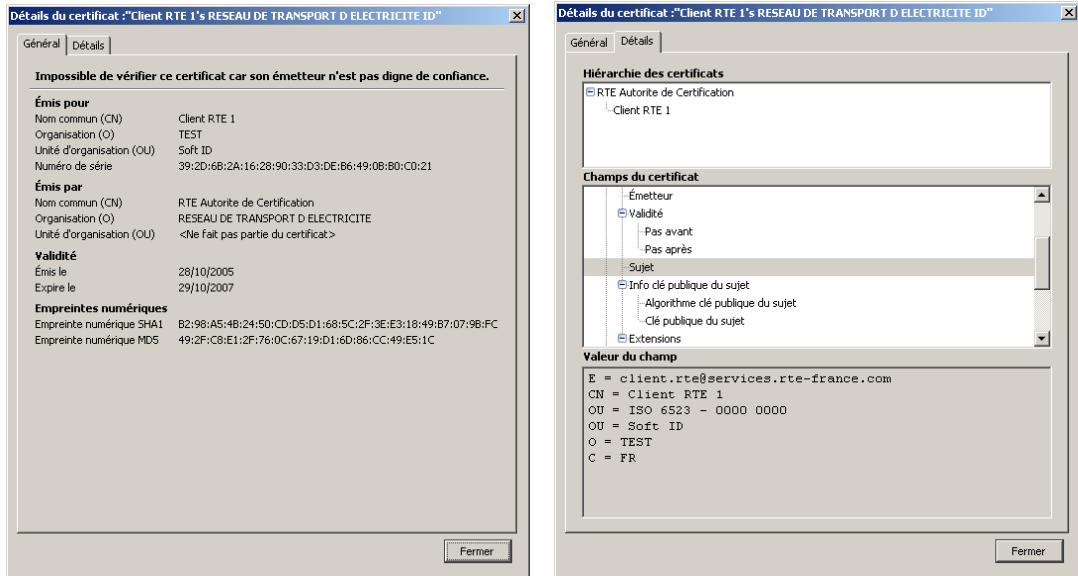 Détails du certificat :"Client RTE 1's RESEAU DE TRANSPORT D ELECTRICITE ID"
Général
Détails
Impossible de vérifier ce certificat car son émetteur n'est pas digne de confiance.
Émis pour
Nom commun (CN) Client RTE 1
Organisation (O) TEST
Unité d'organisation (OU) Soft ID
Numéro de série 39:2D:6B:2A:16:28:90:33:D3:DE:B6:49:0B:B0:C0:21
Émis par
Nom commun (CN) RTE Autorite de Certification
Organisation (O) RESEAU DE TRANSPORT D ELECTRICITE
Unité d'organisation (OU) <Ne fait pas partie du certificat>
Validité
Émis le 28/10/2005
Expire le 29/10/2007
Empreintes numériques
Empreinte numérique SHA1 B2:98:A5:4B:24:50:CD:D5:D1:68:5C:2F:3E:E3:18:49:B7:07:9B:FC
Empreinte numérique MD5 49:2F:C8:E1:2F:76:0C:67:19:D1:6D:86:CC:49:E5:1C
Fermer
Détails du certificat :"Client RTE 1's RESEAU DE TRANSPORT D ELECTRICITE ID"
Général
Détails
Hiérarchie des certificats
RTE Autorite de Certification
Client RTE 1
Champs du certificat
Émetteur
Validité
Pas avant
Pas après
Sujet
Info clé publique du sujet
Algorithme clé publique du sujet
Clé publique du sujet
Extensions
Valeur du champ
E = client.rte@services.rte-france.com
CN = Client RTE 1
OU = ISO 6523 - 0000 0000
OU = Soft ID
O = TEST
C = FR
Fermer